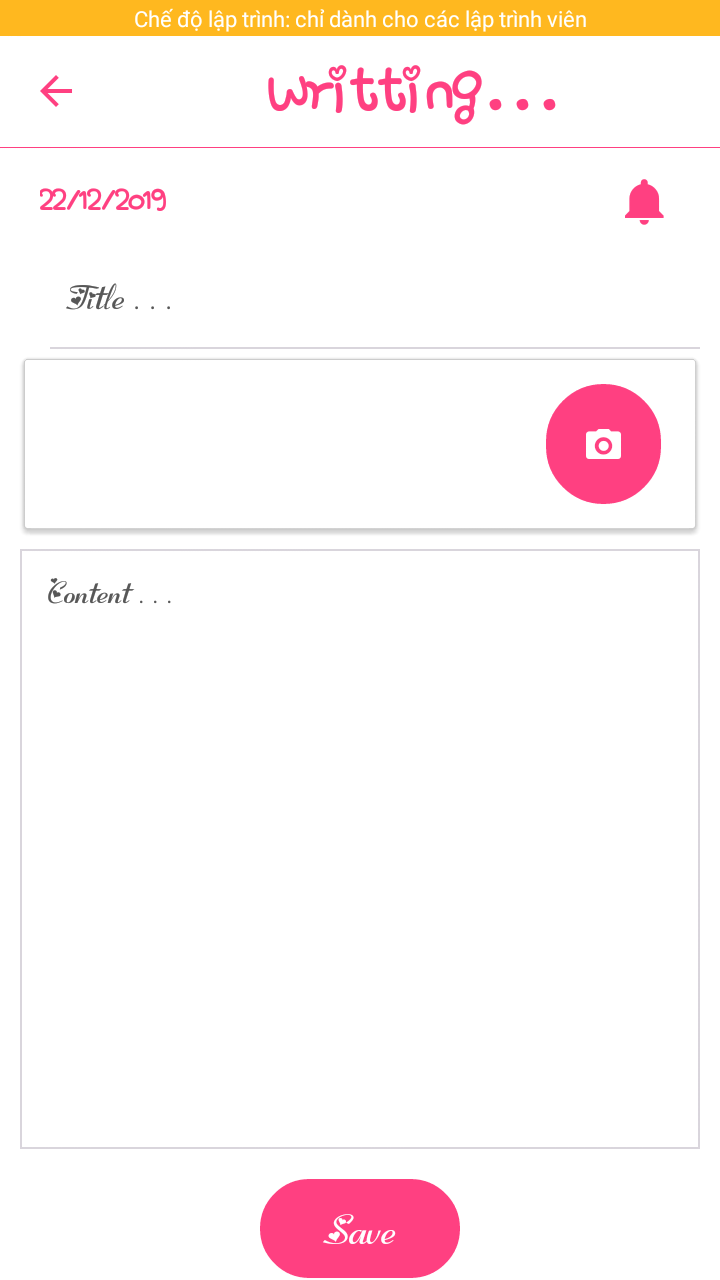 Chế độ lập trình: chỉ dành cho các lập trình viên
writting...
22/12/2019
Title . . .
Content . . .
Save